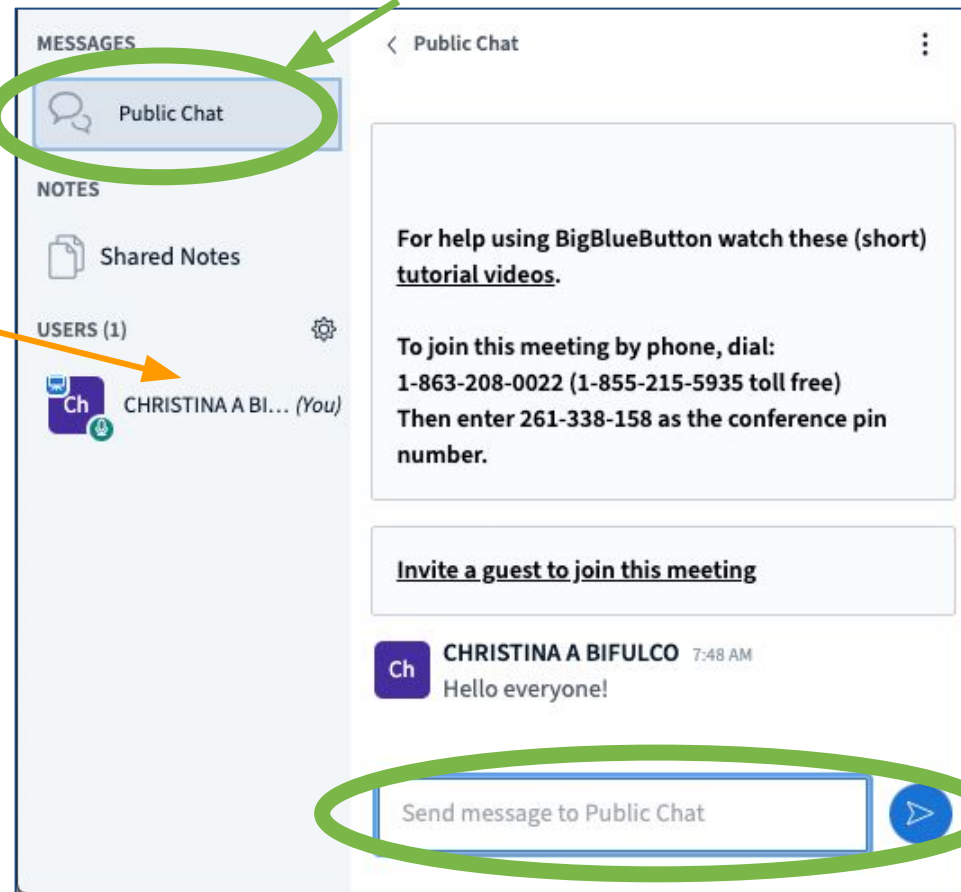 MESSAGES
Public Chat
NOTES
Shared Notes
USERS (1)
Ch
CHRISTINA A BI... (You)
Public Chat
For help using BigBlueButton watch these (short)
tutorial videos.
To join this meeting by phone, dial:
1-863-208-0022 (1-855-215-5935 toll free)
Then enter 261-338-158 as the conference pin
number.
Invite a guest to join this meeting
Ch
CHRISTINA A BIFULCO 7:48 AM
Hello everyone!
Send message to Public Chat